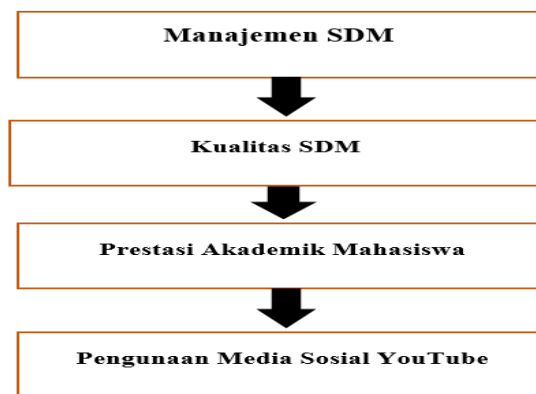 Manajemen SDM
Kualitas SDM
Prestasi Akademik Mahasiswa
Pengunaan Media Sosial YouTube